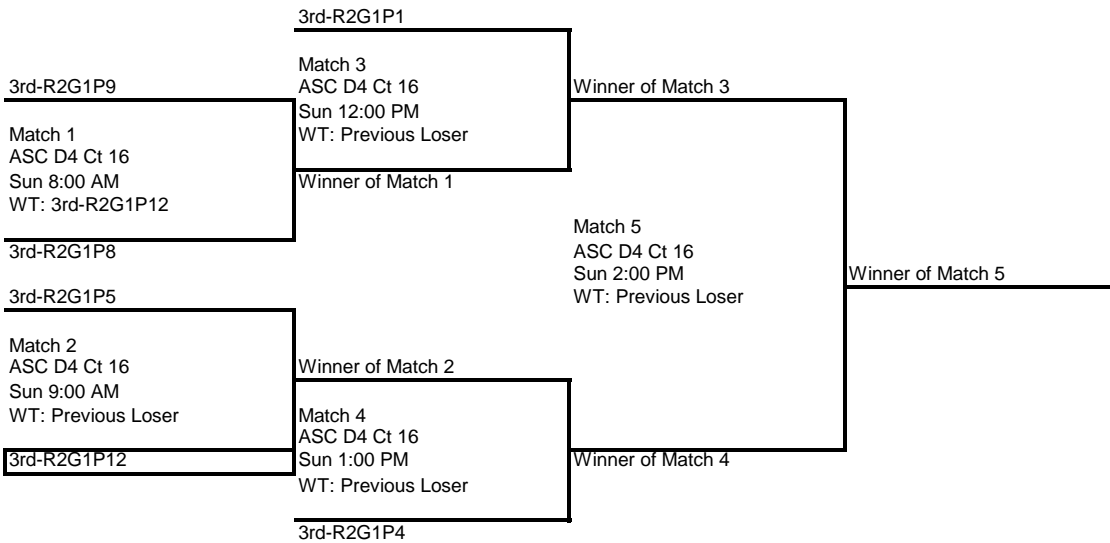 3rd-R2G1P1
Match 3
ASC D4 Ct 16
Sun 12:00 PM
WT: Previous Loser
3rd-R2G1P9
Winner of Match 3
Match 1
ASC D4 Ct 16
Sun 8:00 AM
WT: 3rd-R2G1P12
Winner of Match 1
3rd-R2G1P8
Match 5
ASC D4 Ct 16
Sun 2:00 PM
WT: Previous Loser
Winner of Match 5
3rd-R2G1P5
Match 2
ASC D4 Ct 16
Sun 9:00 AM
WT: Previous Loser
Winner of Match 2
3rd-R2G1P12
Match 4
ASC D4 Ct 16
Sun 1:00 PM
WT: Previous Loser
Winner of Match 4
3rd-R2G1P4